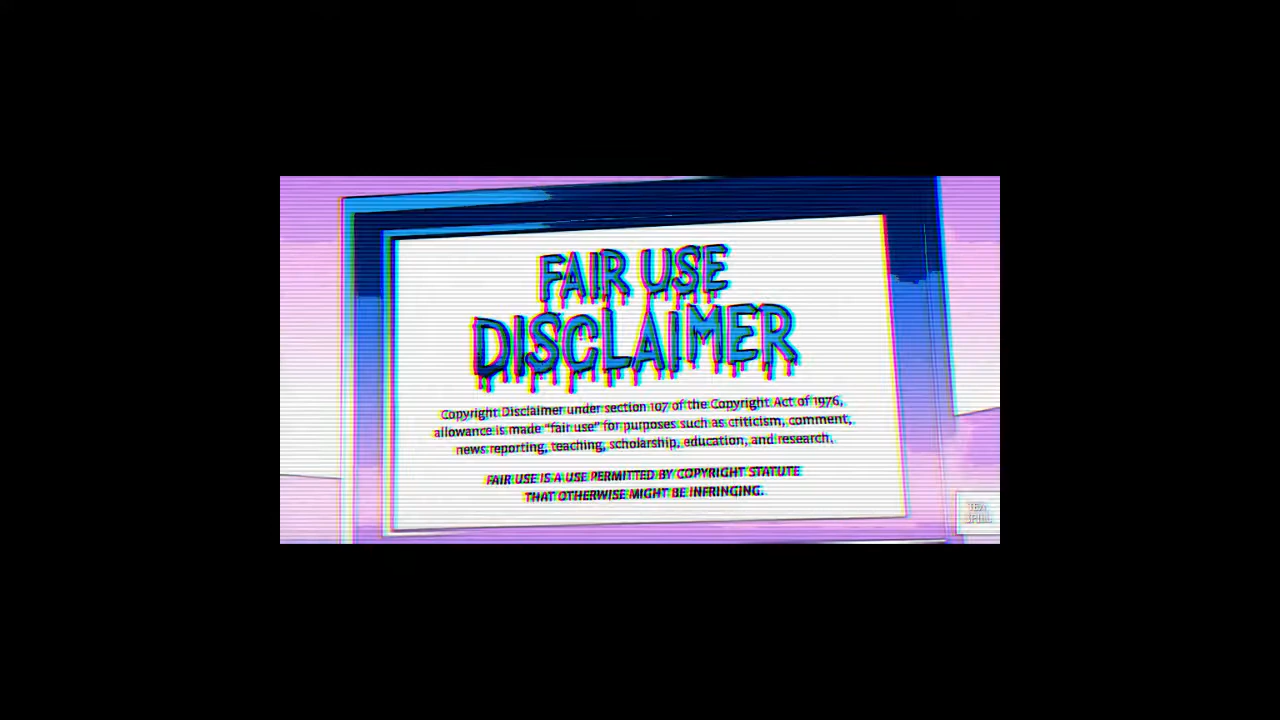 FAIR USE
DISCLAIMER
Copyright Disclaimer under section 107 of the Copyright Act of 1976,
allowance is made "fair use" for purposes such as criticism, comment,
news reporting, teaching, scholarship, education, and research.
FAIR USE IS A USE PERMITTED BY COPYRIGHT STATUTE
THAT OTHERWISE MIGHT BE INFRINGING.
TEA
SPILL